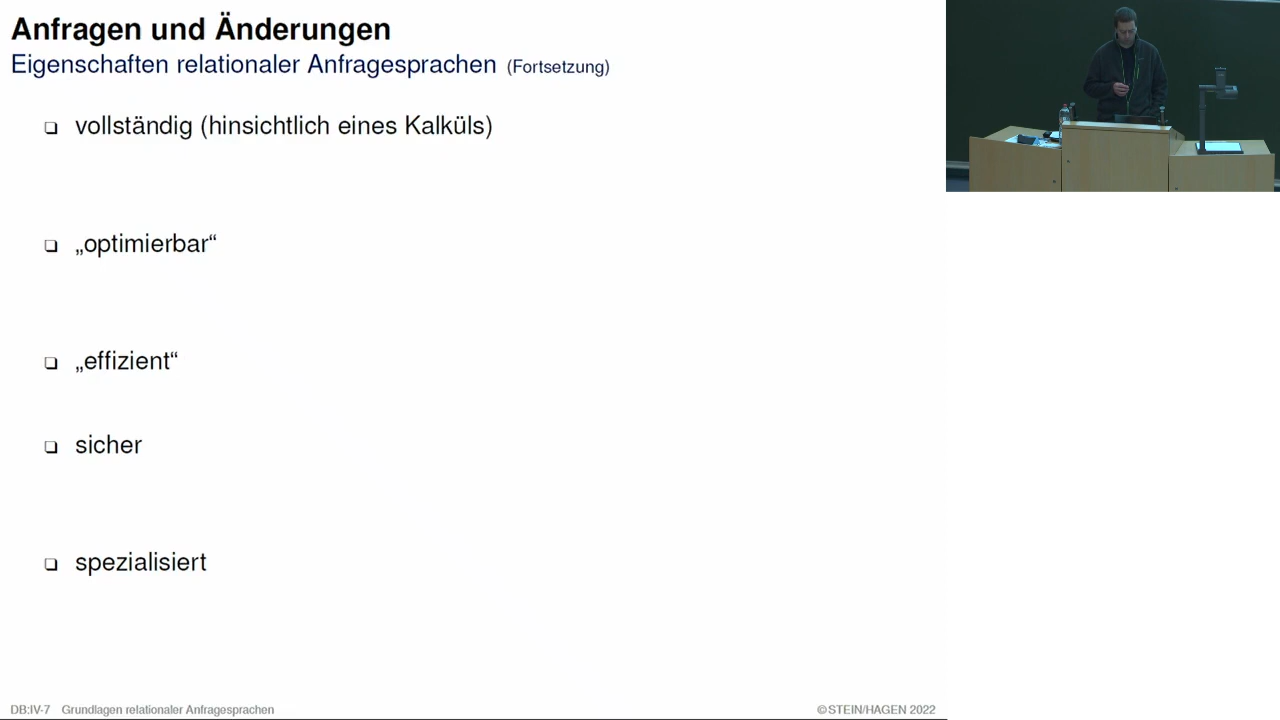 Anfragen und Änderungen
Eigenschaften relationaler Anfragesprachen (Fortsetzung)
❑ vollständig (hinsichtlich eines Kalküls)
❑ „optimierbar“
❑ „effizient“
❑ sicher
❑ spezialisiert
DB:IV-7 Grundlagen relationaler Anfragesprachen ©STEIN/HAGEN 2022